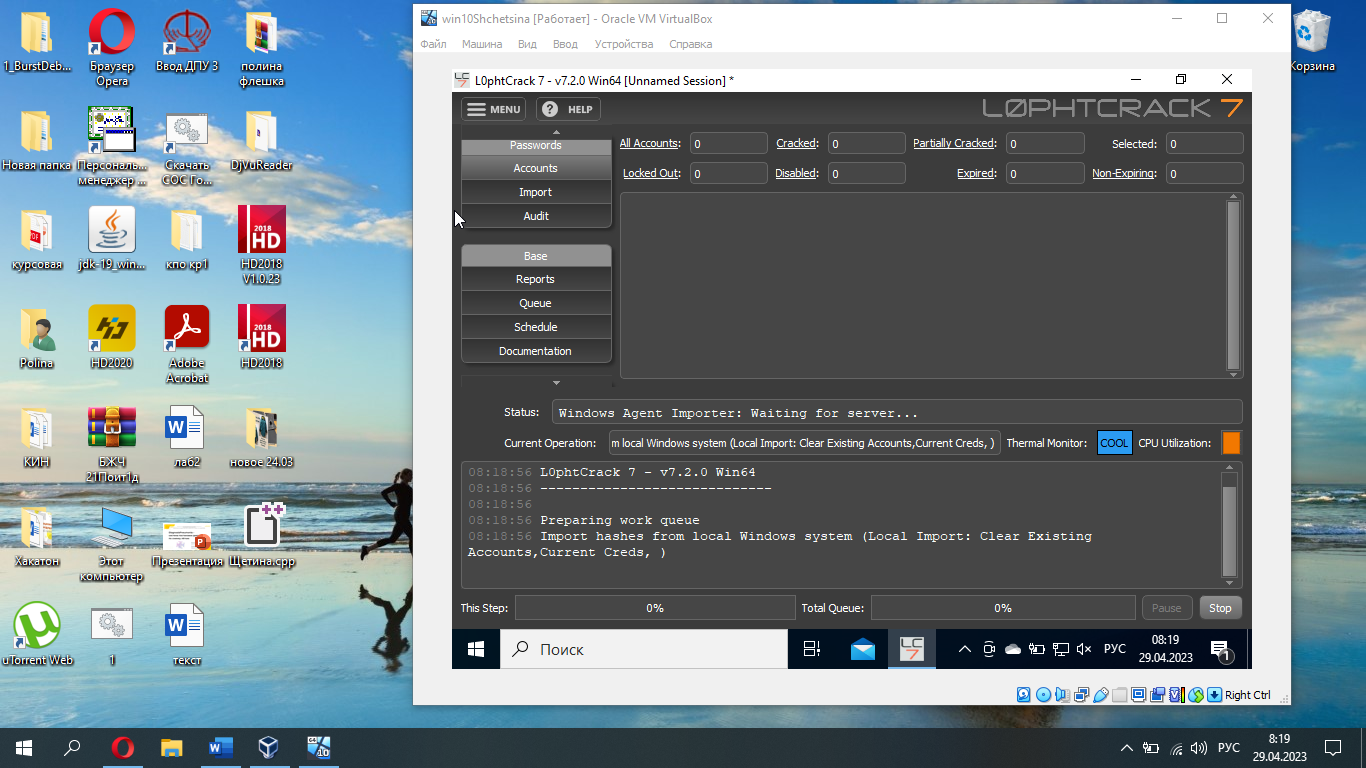 1_BurstDeb...
Браузер
Opera
Ввод ДПУ 3
полина
флешка
Новая папка
Персональ...
менеджер ...
Скачать
СОС Го...
DjVuReader
курсовая
jdk-19_win...
кпо кр1
HD2018
V1.0.23
Polina
HD2020
Adobe
Acrobat
HD2018
КИН
БЖЧ
21Поит1д
лаб2
новое 24.03
Хакатон
Этот
компьютер
Презентация
Щетина.cpp
uTorrent Web
1
текст
Корзина
win10Shchetsina [Работает] - Oracle VM VirtualBox
Файл Машина Вид Ввод Устройства Справка
L0phtCrack 7 - v7.2.0 Win64 [Unnamed Session] *
MENU HELP
LØPHTCRACK 7
Passwords
Accounts
Import
Audit
Base
Reports
Queue
Schedule
Documentation
All Accounts: 0 Cracked: 0 Partially Cracked: 0 Selected: 0
Locked Out: 0 Disabled: 0 Expired: 0 Non-Expiring: 0
Status: Windows Agent Importer: Waiting for server...
Current Operation: m local Windows system (Local Import: Clear Existing Accounts,Current Creds, ) Thermal Monitor: COOL CPU Utilization:
08:18:56 L0phtCrack 7 - v7.2.0 Win64
08:18:56 -----------------------------
08:18:56
08:18:56 Preparing work queue
08:18:56 Import hashes from local Windows system (Local Import: Clear Existing
Accounts,Current Creds, )
This Step: 0% Total Queue: 0% Pause Stop
Поиск
LC
7
РУС
08:19
29.04.2023
1
Right Ctrl
РУС
8:19
29.04.2023